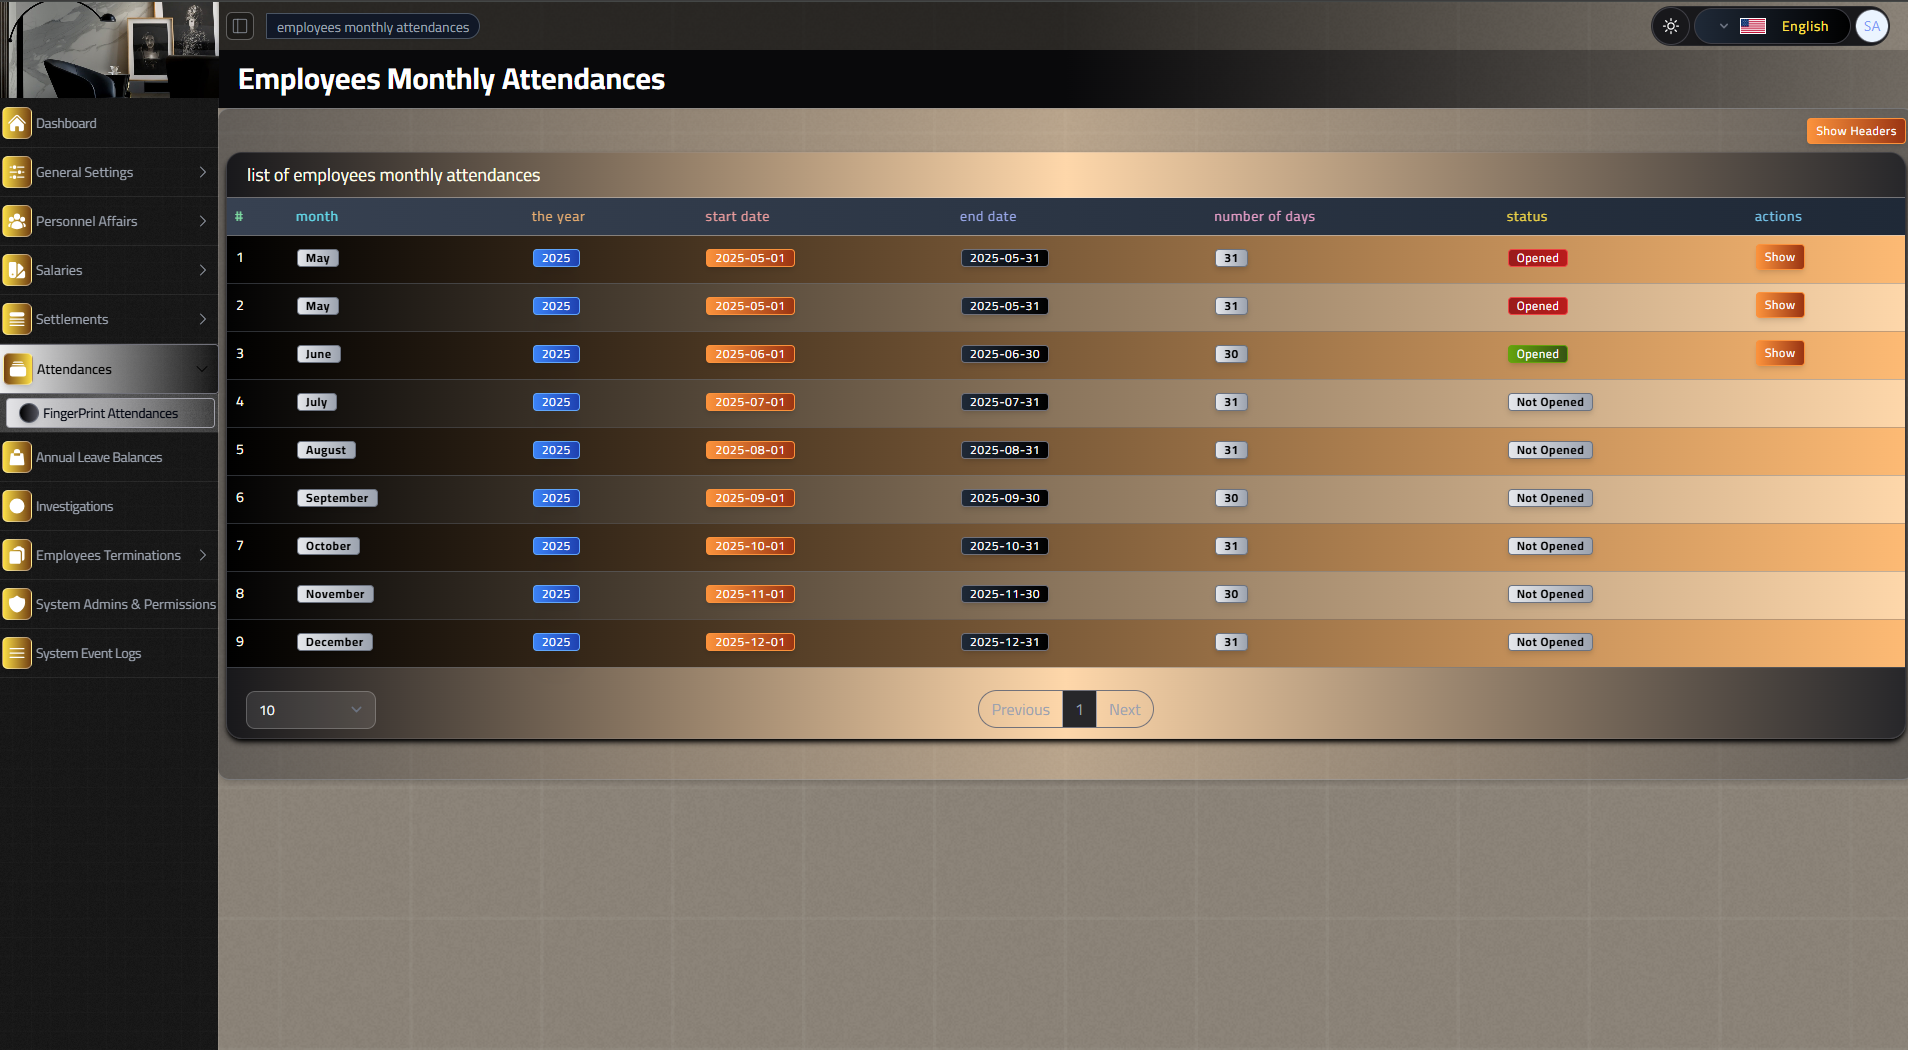 employees monthly attendances
English
SA
Employees Monthly Attendances
Dashboard
General Settings
Personnel Affairs
Salaries
Settlements
Attendances
FingerPrint Attendances
Annual Leave Balances
Investigations
Employees Terminations
System Admins & Permissions
System Event Logs
Show Headers
list of employees monthly attendances
# month the year start date end date number of days status actions
1 May 2025 2025-05-01 2025-05-31 31 Opened Show
2 May 2025 2025-05-01 2025-05-31 31 Opened Show
3 June 2025 2025-06-01 2025-06-30 30 Opened Show
4 July 2025 2025-07-01 2025-07-31 31 Not Opened
5 August 2025 2025-08-01 2025-08-31 31 Not Opened
6 September 2025 2025-09-01 2025-09-30 30 Not Opened
7 October 2025 2025-10-01 2025-10-31 31 Not Opened
8 November 2025 2025-11-01 2025-11-30 30 Not Opened
9 December 2025 2025-12-01 2025-12-31 31 Not Opened
10
Previous 1 Next